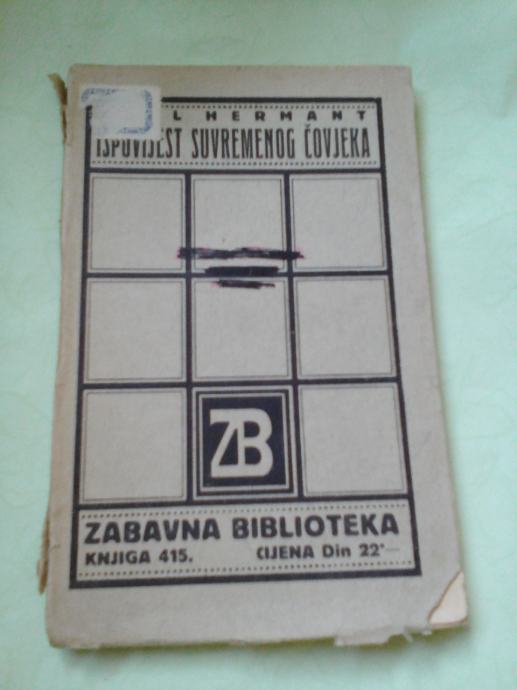 HERMANT
ISPOVIJEST SUVREMENOG ČOVJEKA
ZB
ZABAVNA BIBLIOTEKA
KNJIGA 415. CIJENA Din 22·—